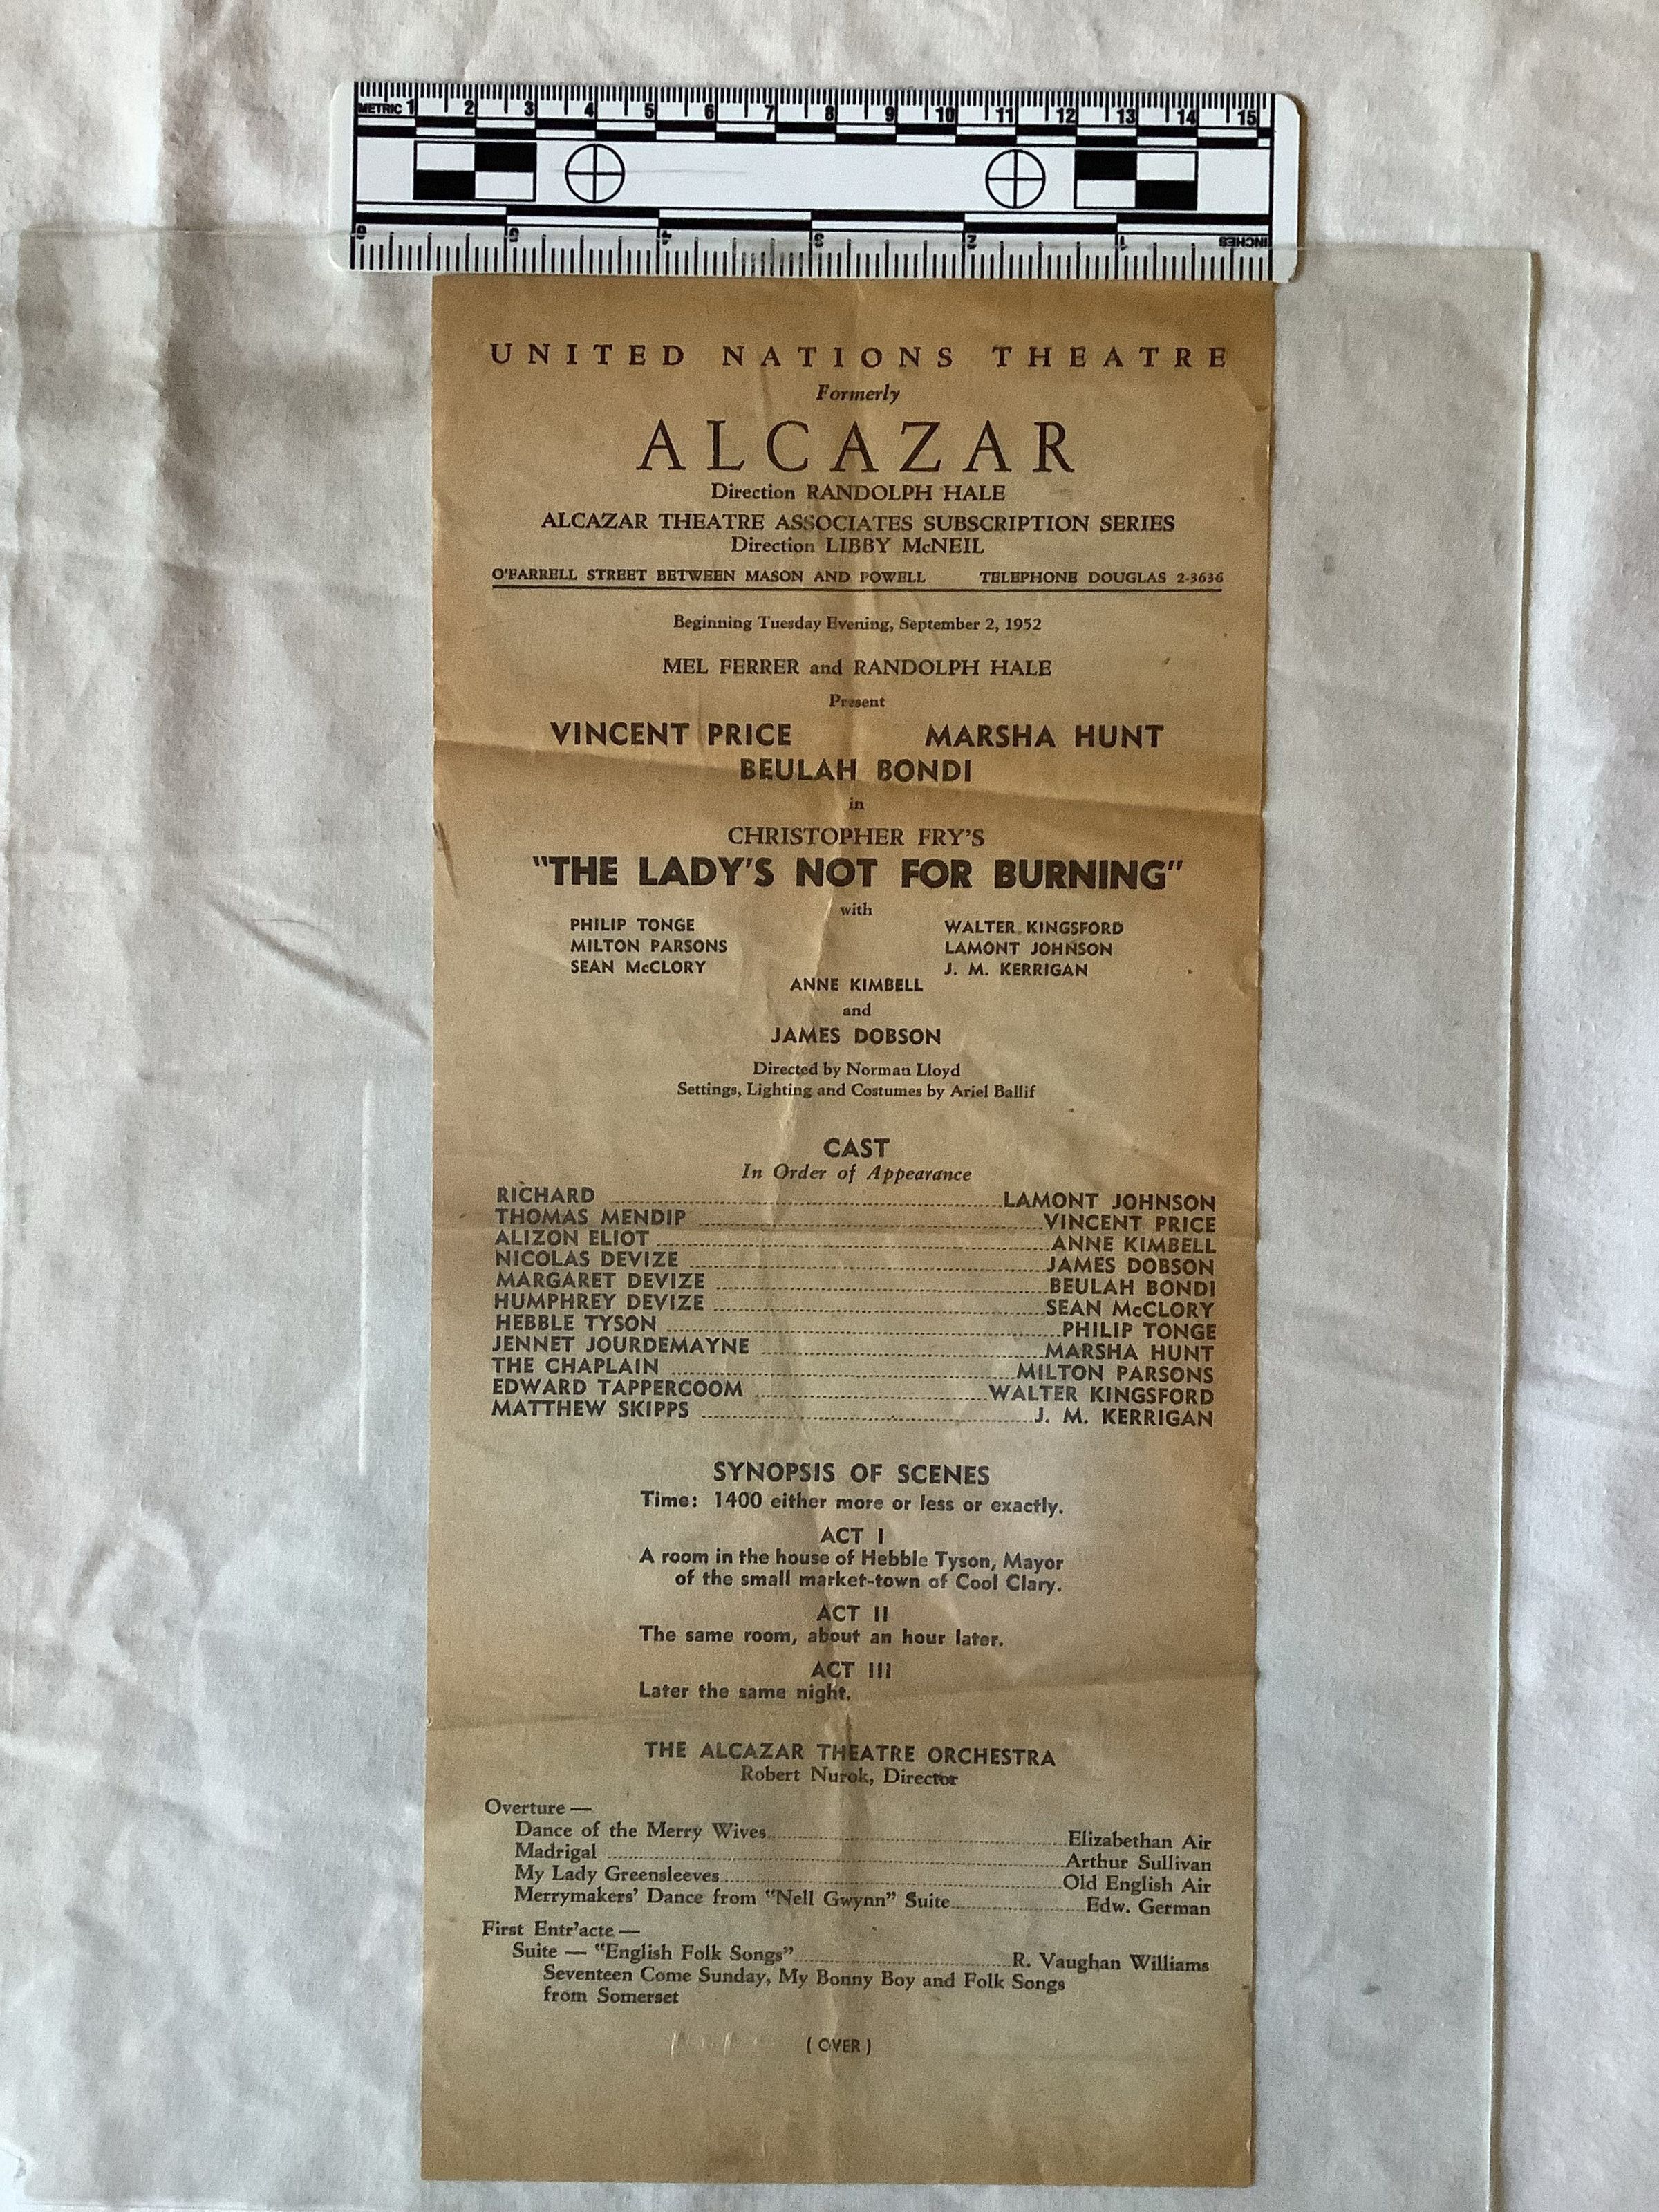 METRIC 1 2 3 4 5 6 7 8 9 10 11 12 13 14 15
6 5 4 3 2 1 INCHES
UNITED NATIONS THEATRE
Formerly
ALCAZAR
Direction RANDOLPH HALE
ALCAZAR THEATRE ASSOCIATES SUBSCRIPTION SERIES
Direction LIBBY McNEIL
O'FARRELL STREET BETWEEN MASON AND POWELL TELEPHONE DOUGLAS 2-3636
Beginning Tuesday Evening, September 2, 1952
MEL FERRER and RANDOLPH HALE
Present
VINCENT PRICE MARSHA HUNT
BEULAH BONDI
in
CHRISTOPHER FRY'S
"THE LADY'S NOT FOR BURNING"
with
PHILIP TONGE WALTER KINGSFORD
MILTON PARSONS LAMONT JOHNSON
SEAN McCLORY J. M. KERRIGAN
ANNE KIMBELL
and
JAMES DOBSON
Directed by Norman Lloyd
Settings, Lighting and Costumes by Ariel Ballif
CAST
In Order of Appearance
RICHARD LAMONT JOHNSON
THOMAS MENDIP VINCENT PRICE
ALIZON ELIOT ANNE KIMBELL
NICOLAS DEVIZE JAMES DOBSON
MARGARET DEVIZE BEULAH BONDI
HUMPHREY DEVIZE SEAN McCLORY
HEBBLE TYSON PHILIP TONGE
JENNET JOURDEMAYNE MARSHA HUNT
THE CHAPLAIN MILTON PARSONS
EDWARD TAPPERCOOM WALTER KINGSFORD
MATTHEW SKIPPS J. M. KERRIGAN
SYNOPSIS OF SCENES
Time: 1400 either more or less or exactly.
ACT I
A room in the house of Hebble Tyson, Mayor
of the small market-town of Cool Clary.
ACT II
The same room, about an hour later.
ACT III
Later the same night.
THE ALCAZAR THEATRE ORCHESTRA
Robert Nurok, Director
Overture —
Dance of the Merry Wives Elizabethan Air
Madrigal Arthur Sullivan
My Lady Greensleeves Old English Air
Merrymakers' Dance from "Nell Gwynn" Suite Edw. German
First Entr'acte —
Suite — "English Folk Songs" R. Vaughan Williams
Seventeen Come Sunday, My Bonny Boy and Folk Songs
from Somerset
( OVER )